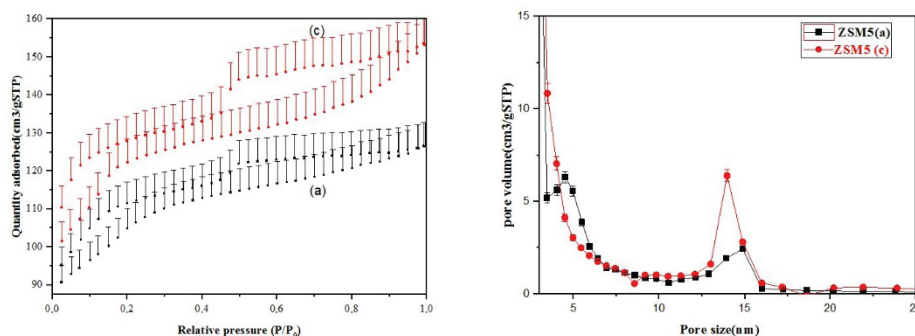 160
150
140
130
120
110
100
90
0,0
0,2
0,4
0,6
0,8
1,0
Quantity adsorbed(cm3/gSTP)
Relative pressure (P/P0)
(c)
(a)
15
10
5
0
5
10
15
20
pore volume(cm3/gSTP)
Pore size(nm)
ZSM5(a)
ZSM5 (c)